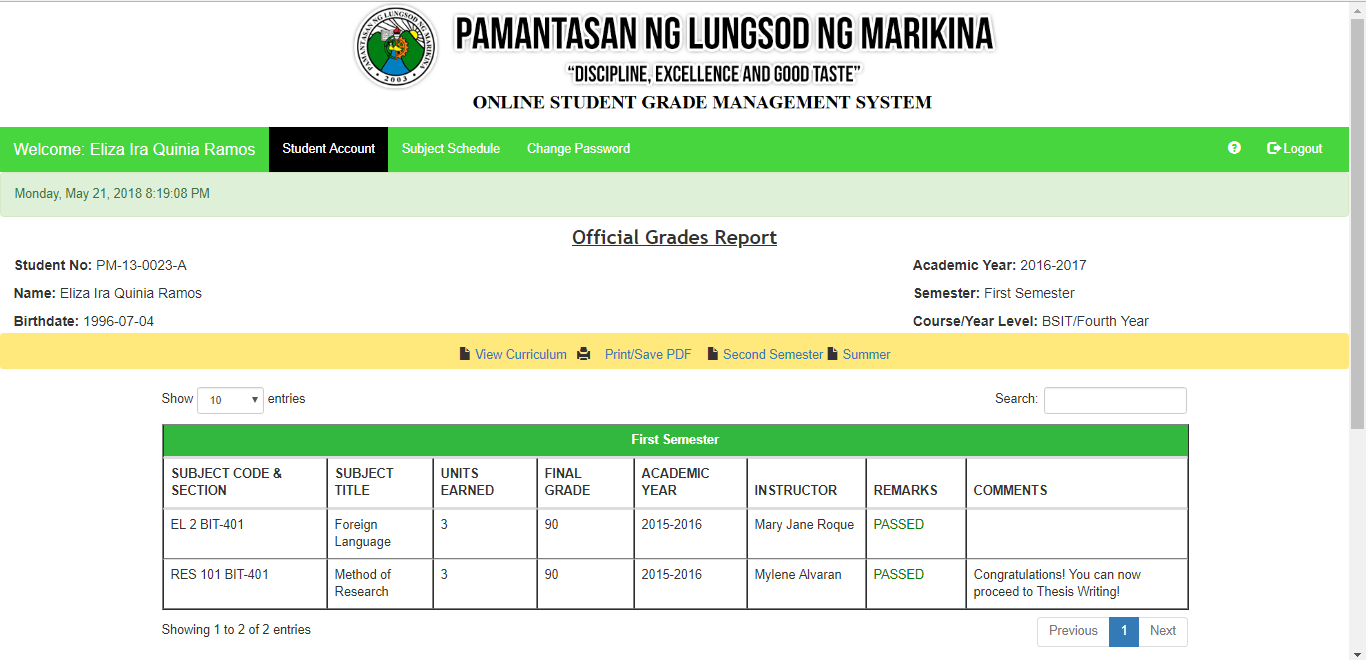 PAMANTASAN NG LUNGSOD NG MARIKINA
PAMANTASAN NG LUNGSOD NG MARIKINA
• 2003 •
“DISCIPLINE, EXCELLENCE AND GOOD TASTE”
ONLINE STUDENT GRADE MANAGEMENT SYSTEM
Welcome: Eliza Ira Quinia Ramos Student Account Subject Schedule Change Password ? Logout
Monday, May 21, 2018 8:19:08 PM
Official Grades Report
Student No: PM-13-0023-A Academic Year: 2016-2017
Name: Eliza Ira Quinia Ramos Semester: First Semester
Birthdate: 1996-07-04 Course/Year Level: BSIT/Fourth Year
View Curriculum Print/Save PDF Second Semester Summer
Show 10 entries Search:
First Semester
SUBJECT CODE & SECTION SUBJECT TITLE UNITS EARNED FINAL GRADE ACADEMIC YEAR INSTRUCTOR REMARKS COMMENTS
EL 2 BIT-401 Foreign Language 3 90 2015-2016 Mary Jane Roque PASSED
RES 101 BIT-401 Method of Research 3 90 2015-2016 Mylene Alvaran PASSED Congratulations! You can now proceed to Thesis Writing!
Showing 1 to 2 of 2 entries Previous 1 Next